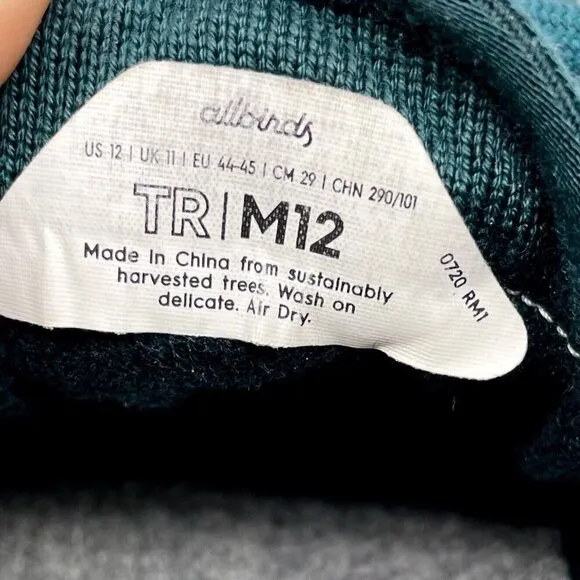 allbirds
US 12 | UK 11 | EU 44-45 | CM 29 | CHN 290/101
TR | M12
Made in China from sustainably
harvested trees. Wash on
delicate. Air Dry.
0720 RM1